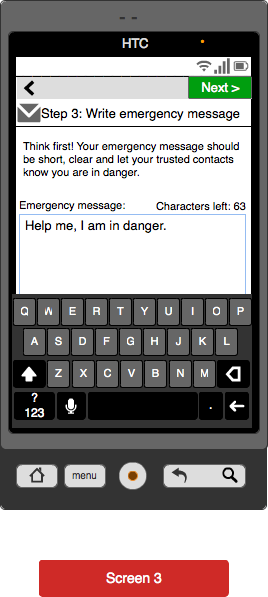 HTC
Next >
Step 3: Write emergency message
Think first! Your emergency message should
be short, clear and let your trusted contacts
know you are in danger.
Emergency message: Characters left: 63
Help me, I am in danger.
Q W E R T Y U I O P
A S D F G H J K L
Z X C V B N M
?
123 .
menu
Screen 3